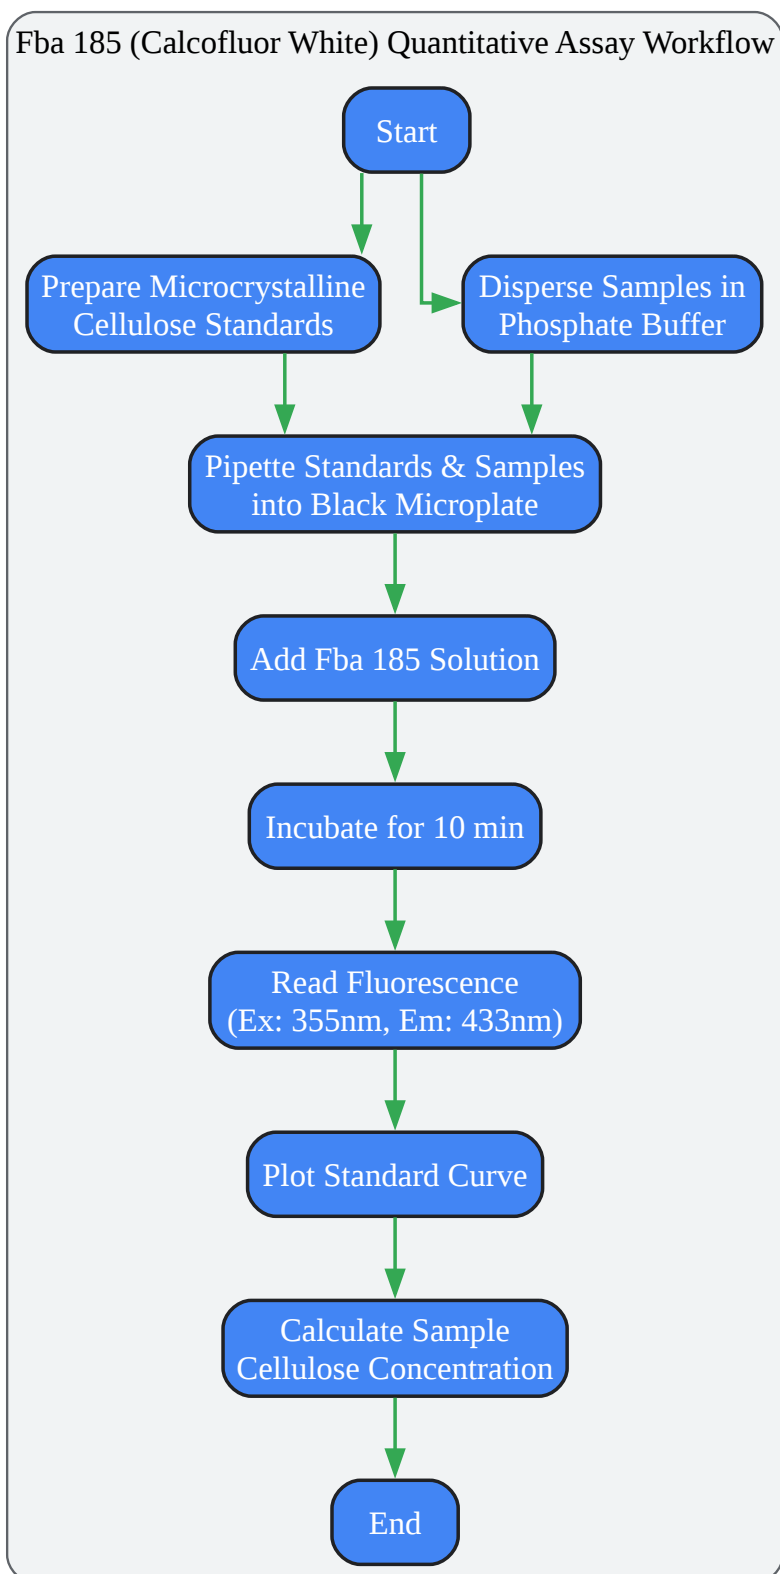 Fba 185 (Calcofluor White) Quantitative Assay Workflow
Start
Prepare Microcrystalline
Cellulose Standards
Disperse Samples in
Phosphate Buffer
Pipette Standards & Samples
into Black Microplate
Add Fba 185 Solution
Incubate for 10 min
Read Fluorescence
(Ex: 355nm, Em: 433nm)
Plot Standard Curve
Calculate Sample
Cellulose Concentration
End